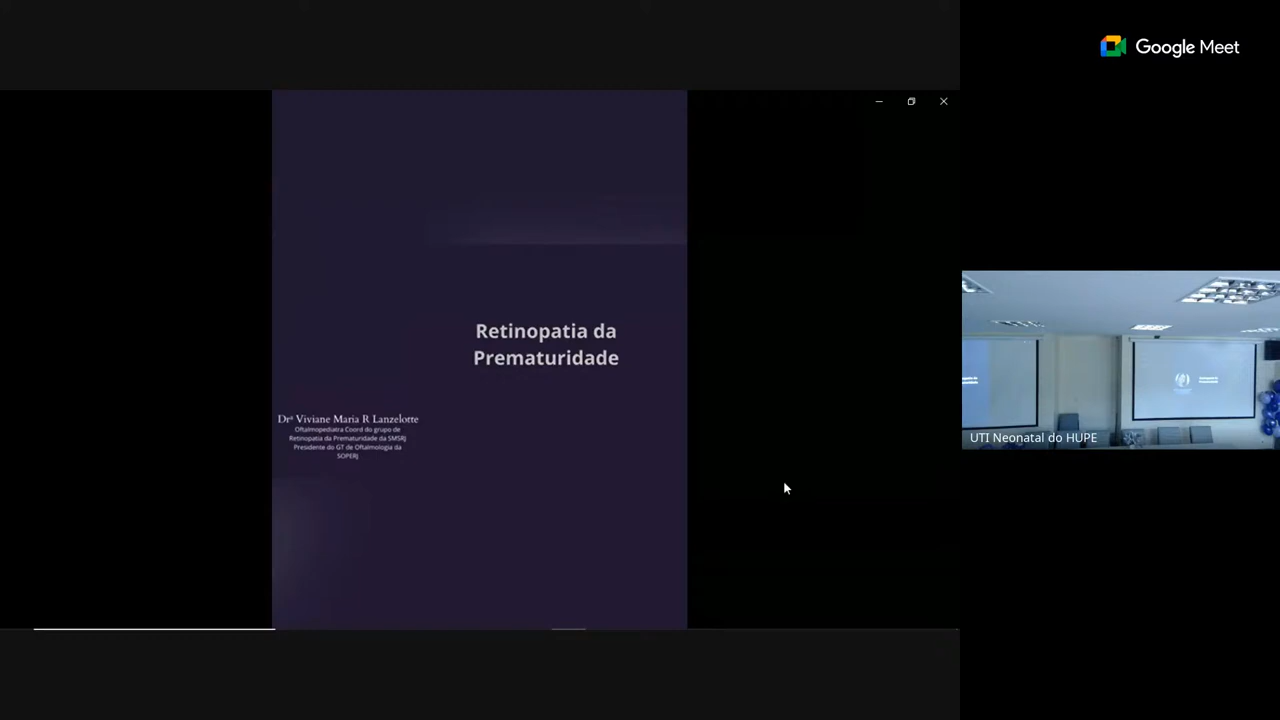 Google Meet
Retinopatia da
Prematuridade
Drª Viviane Maria R Lanzelotte
Oftalmopediatra Coord do grupo de
Retinopatia da Prematuridade da SMSRJ
Presidente do GT de Oftalmologia da
SOPERJ
UTI Neonatal do HUPE